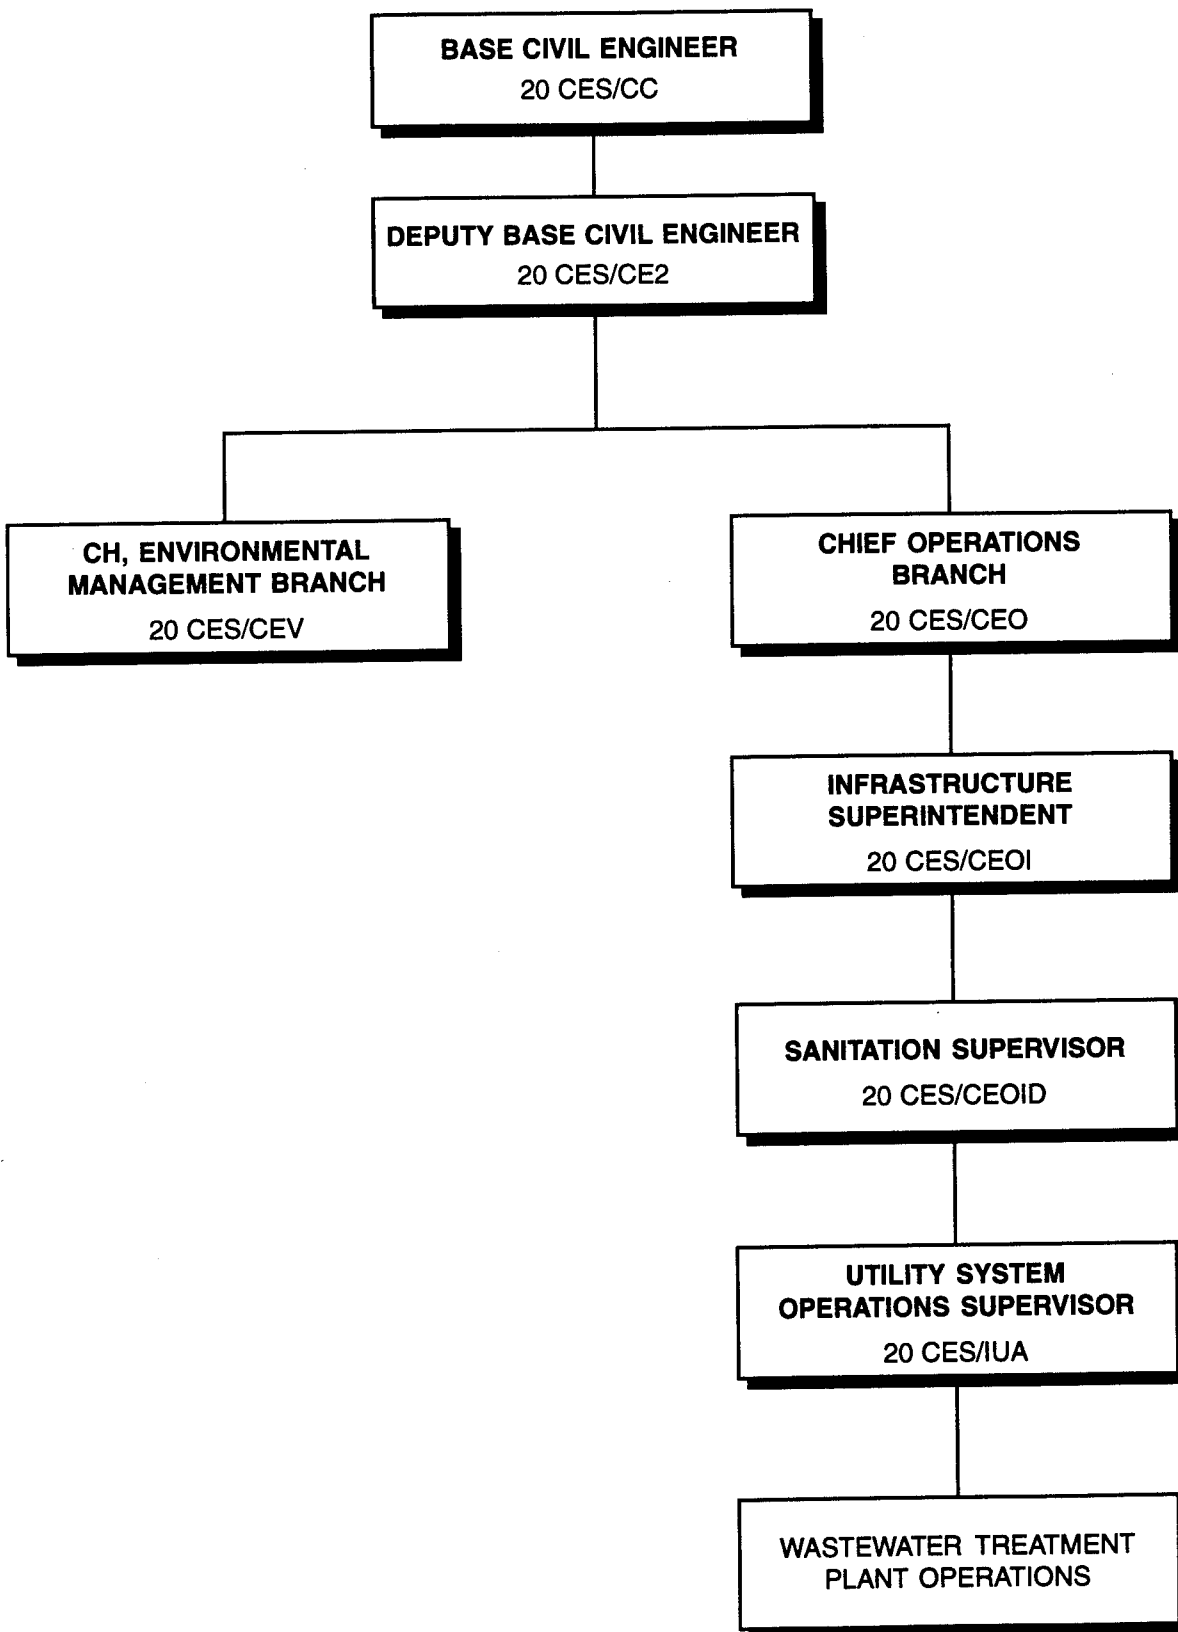 BASE CIVIL ENGINEER
20 CES/CC
DEPUTY BASE CIVIL ENGINEER
20 CES/CE2
CH, ENVIRONMENTAL
MANAGEMENT BRANCH
20 CES/CEV
CHIEF OPERATIONS
BRANCH
20 CES/CEO
INFRASTRUCTURE
SUPERINTENDENT
20 CES/CEOI
SANITATION SUPERVISOR
20 CES/CEOID
UTILITY SYSTEM
OPERATIONS SUPERVISOR
20 CES/IUA
WASTEWATER TREATMENT
PLANT OPERATIONS